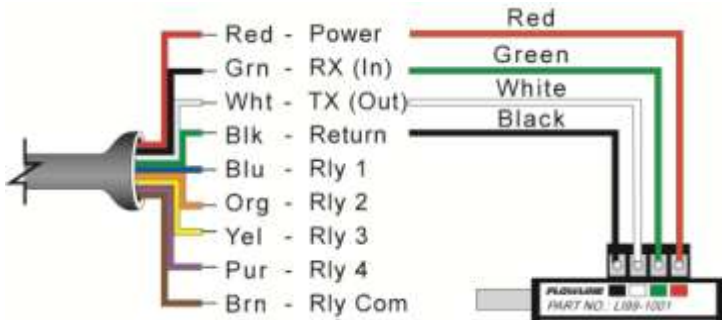 Red - Power
Red
Grn - RX (In)
Green
Wht - TX (Out)
White
Blk - Return
Black
Blu - Rly 1
Org - Rly 2
Yel - Rly 3
Pur - Rly 4
Brn - Rly Com
FLOWLINE
PART NO.: LI99-1001